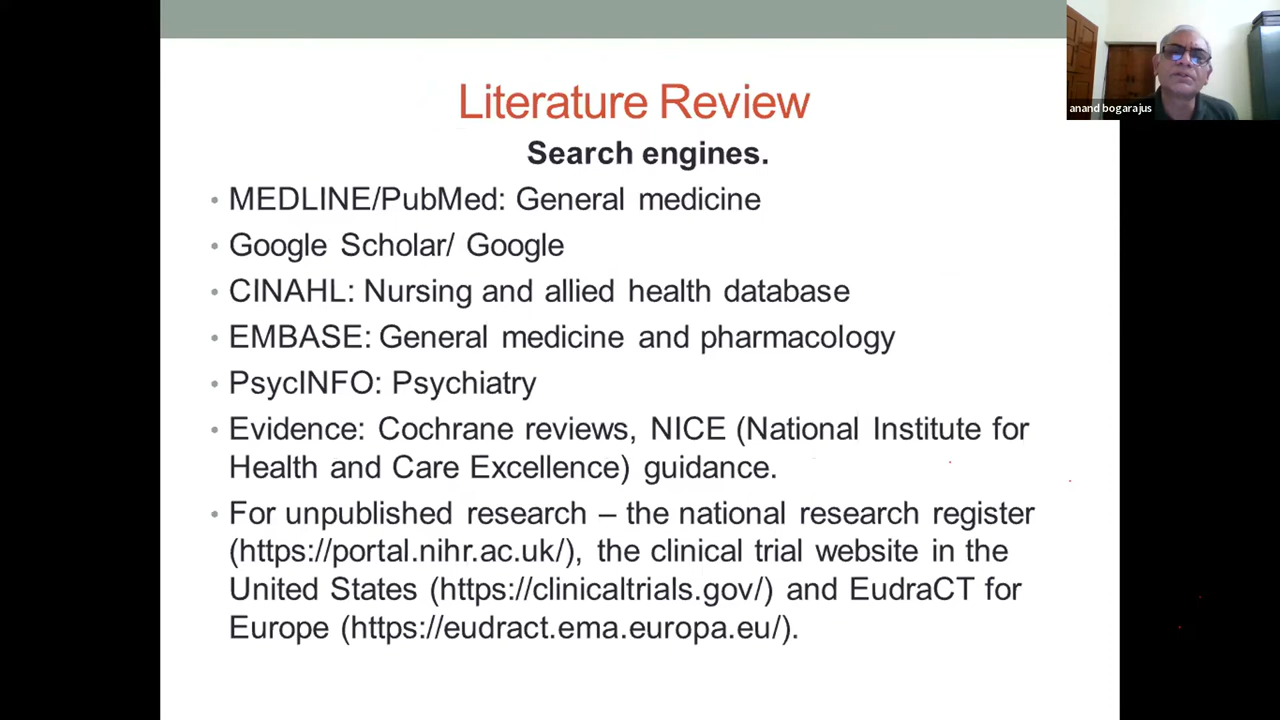 Literature Review
Search engines.
• MEDLINE/PubMed: General medicine
• Google Scholar/ Google
• CINAHL: Nursing and allied health database
• EMBASE: General medicine and pharmacology
• PsycINFO: Psychiatry
• Evidence: Cochrane reviews, NICE (National Institute for
Health and Care Excellence) guidance.
• For unpublished research – the national research register
(https://portal.nihr.ac.uk/), the clinical trial website in the
United States (https://clinicaltrials.gov/) and EudraCT for
Europe (https://eudract.ema.europa.eu/).
anand bogarajus